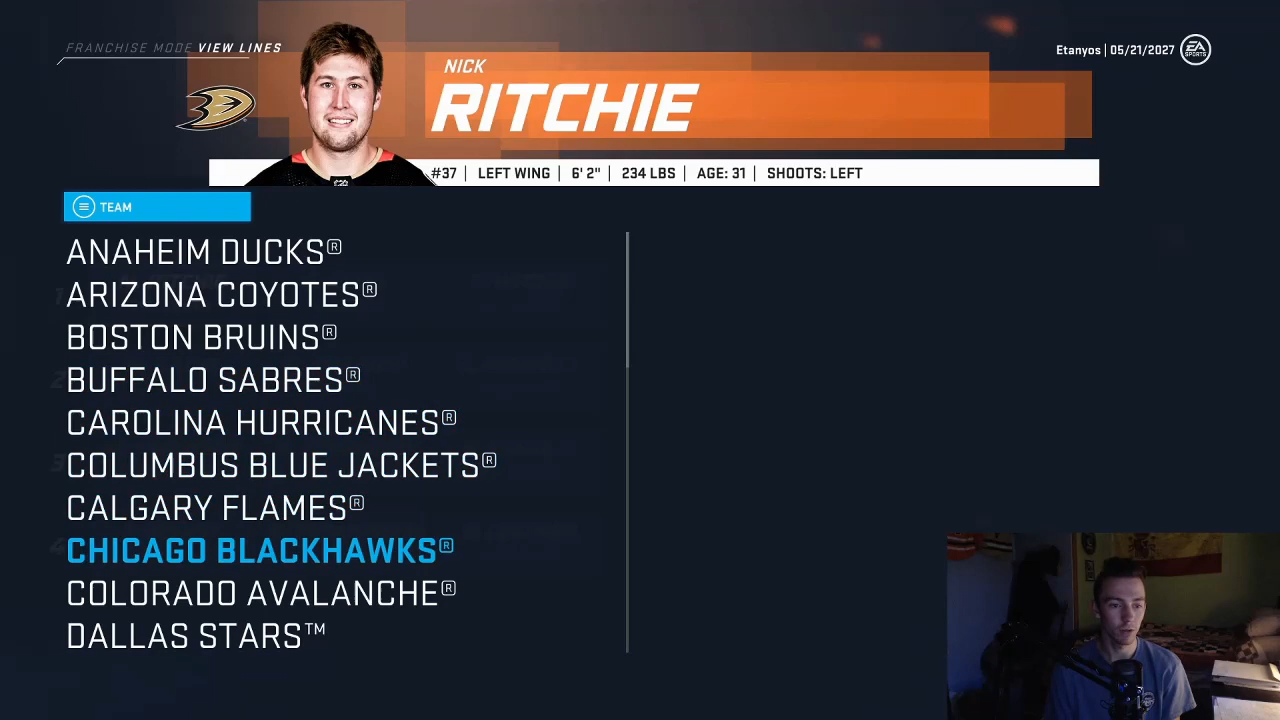 FRANCHISE MODE VIEW LINES
Etanyos | 05/21/2027
EA SPORTS
NICK
RITCHIE
#37 | LEFT WING | 6' 2" | 234 LBS | AGE: 31 | SHOOTS: LEFT
TEAM
ANAHEIM DUCKS®
ARIZONA COYOTES®
BOSTON BRUINS®
BUFFALO SABRES®
CAROLINA HURRICANES®
COLUMBUS BLUE JACKETS®
CALGARY FLAMES®
CHICAGO BLACKHAWKS®
COLORADO AVALANCHE®
DALLAS STARS™